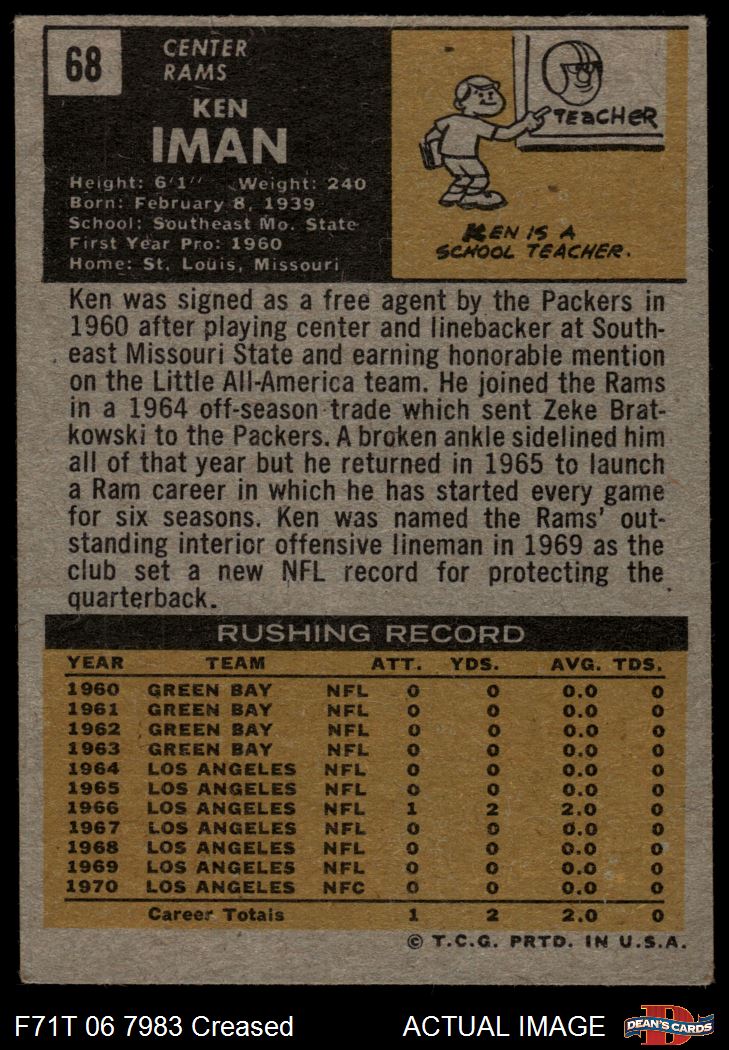 68
CENTER
RAMS
KEN
IMAN
Height: 6'1" Weight: 240
Born: February 8, 1939
School: Southeast Mo. State
First Year Pro: 1960
Home: St. Louis, Missouri
TEACHER
KEN IS A
SCHOOL TEACHER.
Ken was signed as a free agent by the Packers in
1960 after playing center and linebacker at South-
east Missouri State and earning honorable mention
on the Little All-America team. He joined the Rams
in a 1964 off-season trade which sent Zeke Brat-
kowski to the Packers. A broken ankle sidelined him
all of that year but he returned in 1965 to launch
a Ram career in which he has started every game
for six seasons. Ken was named the Rams' out-
standing interior offensive lineman in 1969 as the
club set a new NFL record for protecting the
quarterback.
RUSHING RECORD
YEAR TEAM ATT. YDS. AVG. TDS.
1960 GREEN BAY NFL 0 0 0.0 0
1961 GREEN BAY NFL 0 0 0.0 0
1962 GREEN BAY NFL 0 0 0.0 0
1963 GREEN BAY NFL 0 0 0.0 0
1964 LOS ANGELES NFL 0 0 0.0 0
1965 LOS ANGELES NFL 0 0 0.0 0
1966 LOS ANGELES NFL 1 2 2.0 0
1967 LOS ANGELES NFL 0 0 0.0 0
1968 LOS ANGELES NFL 0 0 0.0 0
1969 LOS ANGELES NFL 0 0 0.0 0
1970 LOS ANGELES NFC 0 0 0.0 0
Career Totals 1 2 2.0 0
© T.C.G. PRTD. IN U.S.A.
F71T 06 7983 Creased ACTUAL IMAGE
D
DEAN'S CARDS